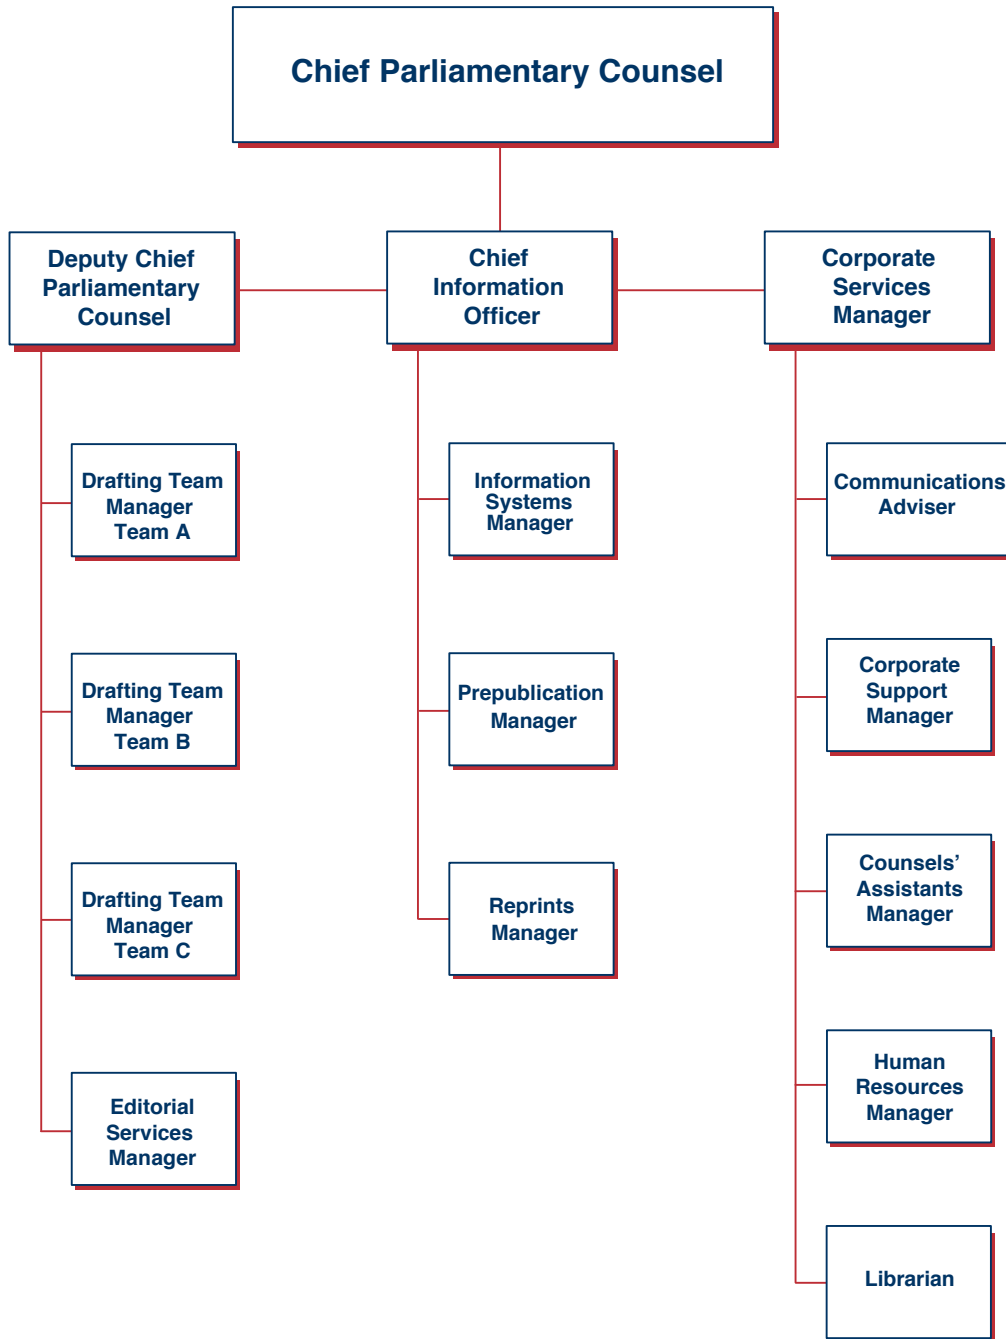 Chief Parliamentary Counsel
Deputy Chief
Parliamentary
Counsel
Chief
Information
Officer
Corporate
Services
Manager
Drafting Team
Manager
Team A
Drafting Team
Manager
Team B
Drafting Team
Manager
Team C
Editorial
Services
Manager
Information
Systems
Manager
Prepublication
Manager
Reprints
Manager
Communications
Adviser
Corporate
Support
Manager
Counsels’
Assistants
Manager
Human
Resources
Manager
Librarian